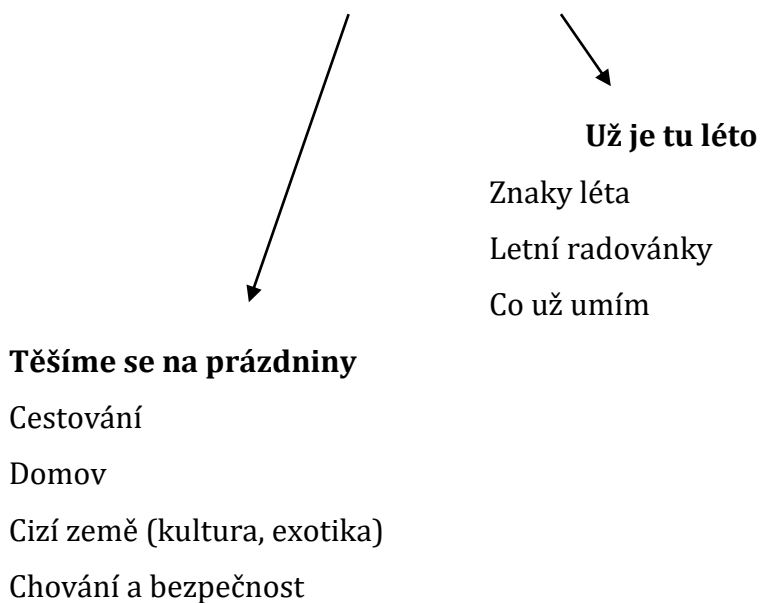 Už je tu léto
Znaky léta
Letní radovánky
Co už umím
Těšíme se na prázdniny
Cestování
Domov
Cizí země (kultura, exotika)
Chování a bezpečnost